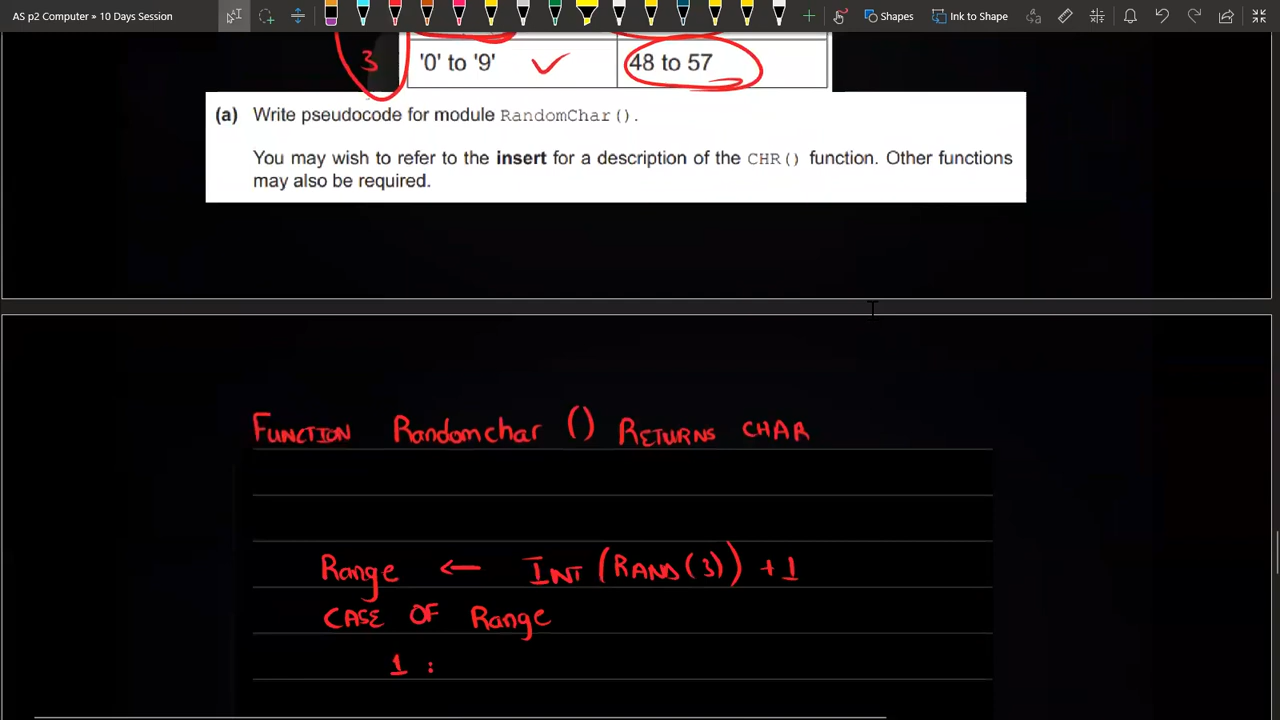 AS p2 Computer » 10 Days Session
Shapes
Ink to Shape
3
'0' to '9'
48 to 57
(a) Write pseudocode for module RandomChar().
You may wish to refer to the insert for a description of the CHR() function. Other functions
may also be required.
FUNCTION Randomchar () RETURNS CHAR
Range ← INT (RAND(3)) + 1
CASE OF Range
1 :